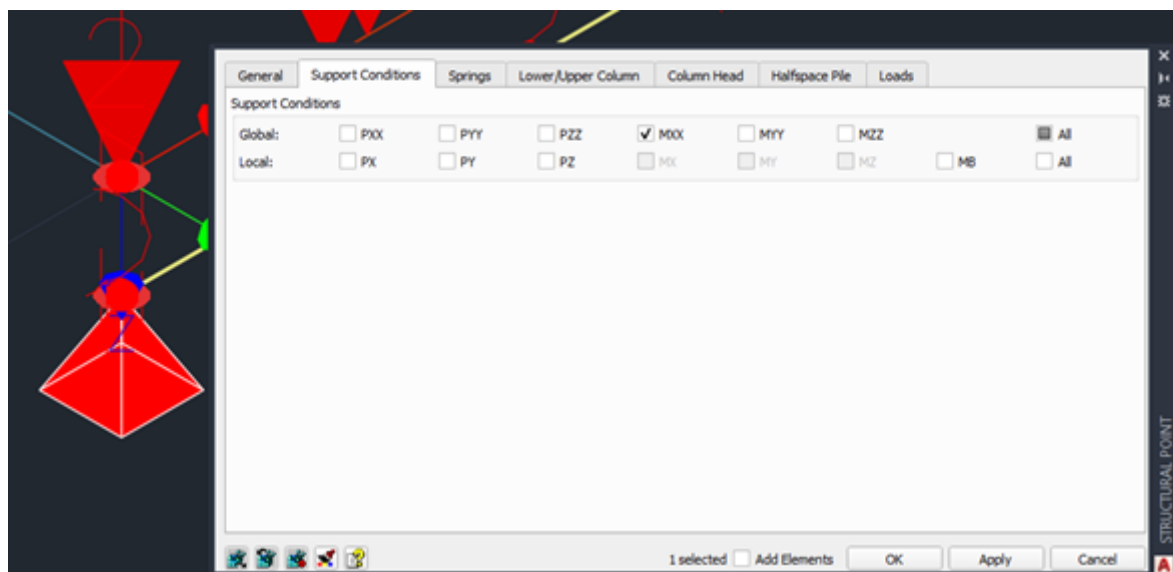 General Support Conditions Springs Lower/Upper Column Column Head Halfspace Pile Loads
Support Conditions
Global: PXX PYY PZZ MXX MYY MZZ All
Local: PX PY PZ MX MY MZ MB All
1 selected Add Elements OK Apply Cancel
STRUCTURAL POINT